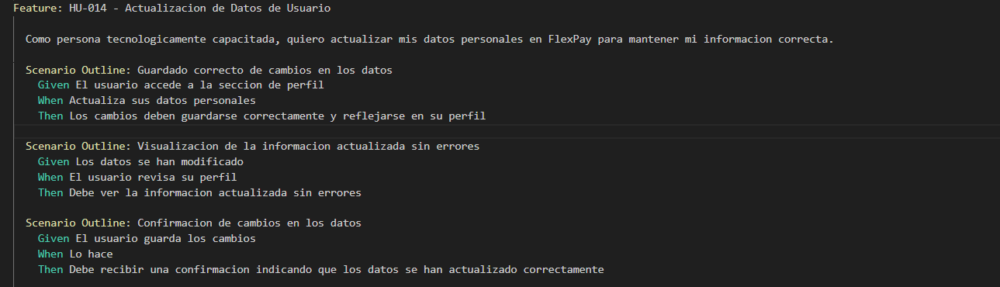 Feature: HU-014 - Actualizacion de Datos de Usuario
Como persona tecnologicamente capacitada, quiero actualizar mis datos personales en FlexPay para mantener mi informacion correcta.
Scenario Outline: Guardado correcto de cambios en los datos
Given El usuario accede a la seccion de perfil
When Actualiza sus datos personales
Then Los cambios deben guardarse correctamente y reflejarse en su perfil
Scenario Outline: Visualizacion de la informacion actualizada sin errores
Given Los datos se han modificado
When El usuario revisa su perfil
Then Debe ver la informacion actualizada sin errores
Scenario Outline: Confirmacion de cambios en los datos
Given El usuario guarda los cambios
When Lo hace
Then Debe recibir una confirmacion indicando que los datos se han actualizado correctamente